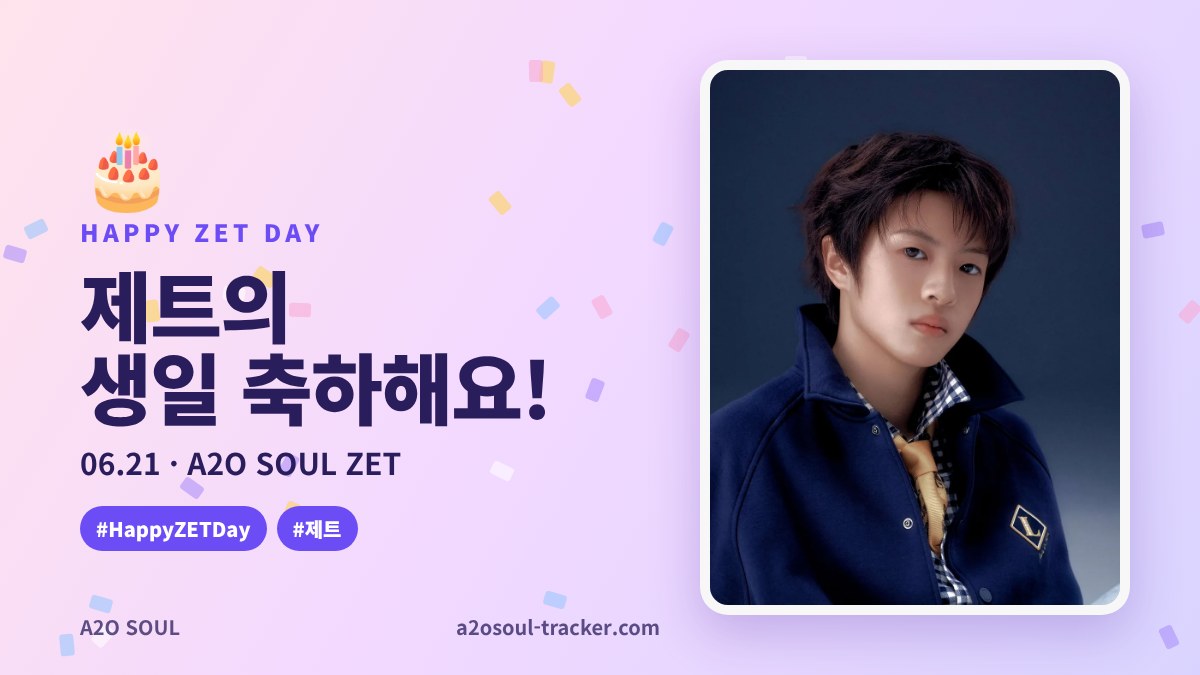 HAPPY ZET DAY
제트의
생일 축하해요!
06.21 · A2O SOUL ZET
#HappyZETDay #제트
A2O SOUL
a2osoul-tracker.com
L